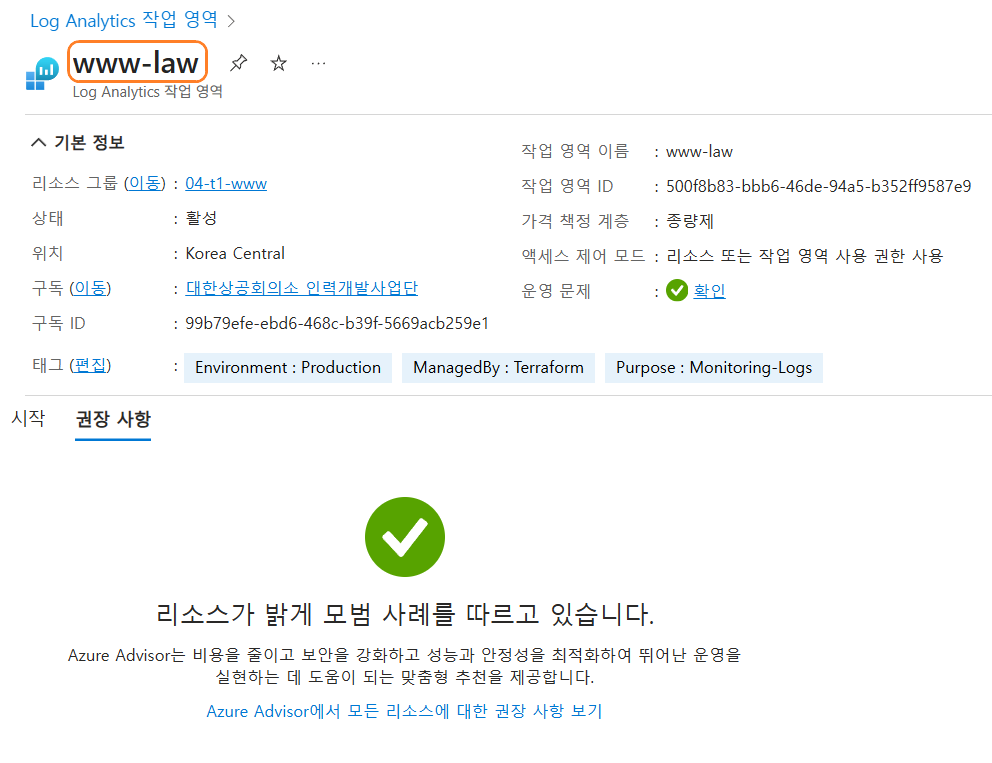 Log Analytics 작업 영역
www-law
Log Analytics 작업 영역
기본 정보
리소스 그룹 (이동) : 04-t1-www
상태 : 활성
위치 : Korea Central
구독 (이동) : 대한상공회의소 인력개발사업단
구독 ID : 99b79efe-ebd6-468c-b39f-5669acb259e1
작업 영역 이름 : www-law
작업 영역 ID : 500f8b83-bbb6-46de-94a5-b352ff9587e9
가격 책정 계층 : 종량제
액세스 제어 모드 : 리소스 또는 작업 영역 사용 권한 사용
운영 문제 : 확인
태그 (편집) : Environment : Production ManagedBy : Terraform Purpose : Monitoring-Logs
시작 권장 사항
리소스가 밝게 모범 사례를 따르고 있습니다.
Azure Advisor는 비용을 줄이고 보안을 강화하고 성능과 안정성을 최적화하여 뛰어난 운영을
실현하는 데 도움이 되는 맞춤형 추천을 제공합니다.
Azure Advisor에서 모든 리소스에 대한 권장 사항 보기